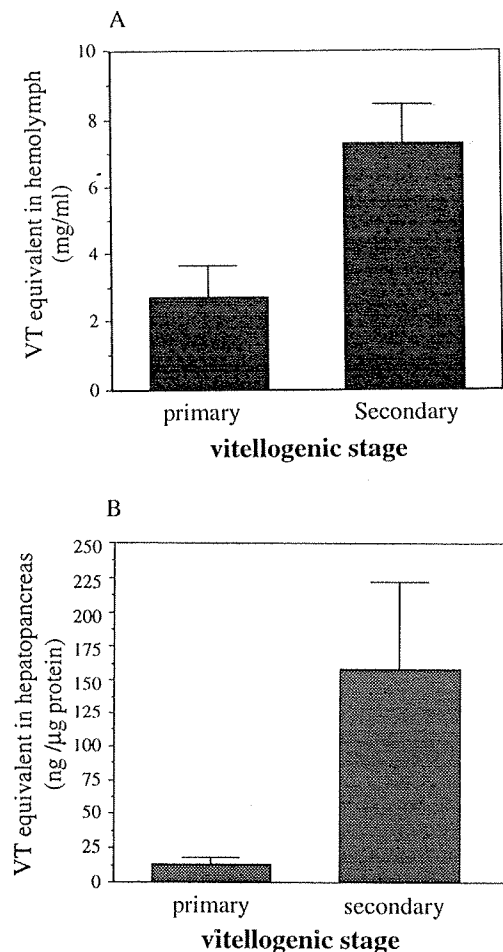 A
VT equivalent in hemolymph
(mg/ml)
10
8
6
4
2
0
primary Secondary
vitellogenic stage
B
VT equivalent in hepatopancreas
(ng /µg protein)
250
225
200
175
150
125
100
75
50
25
0
primary secondary
vitellogenic stage